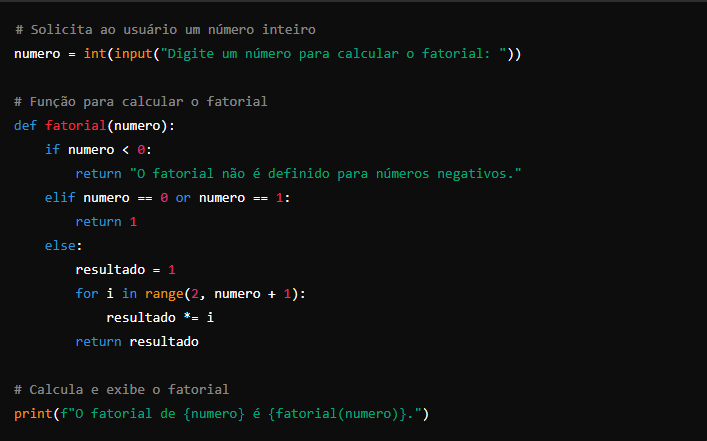 # Solicita ao usuário um número inteiro
numero = int(input("Digite um número para calcular o fatorial: "))
# Função para calcular o fatorial
def fatorial(numero):
    if numero < 0:
        return "O fatorial não é definido para números negativos."
    elif numero == 0 or numero == 1:
        return 1
    else:
        resultado = 1
        for i in range(2, numero + 1):
            resultado *= i
        return resultado
# Calcula e exibe o fatorial
print(f"O fatorial de {numero} é {fatorial(numero)}.")